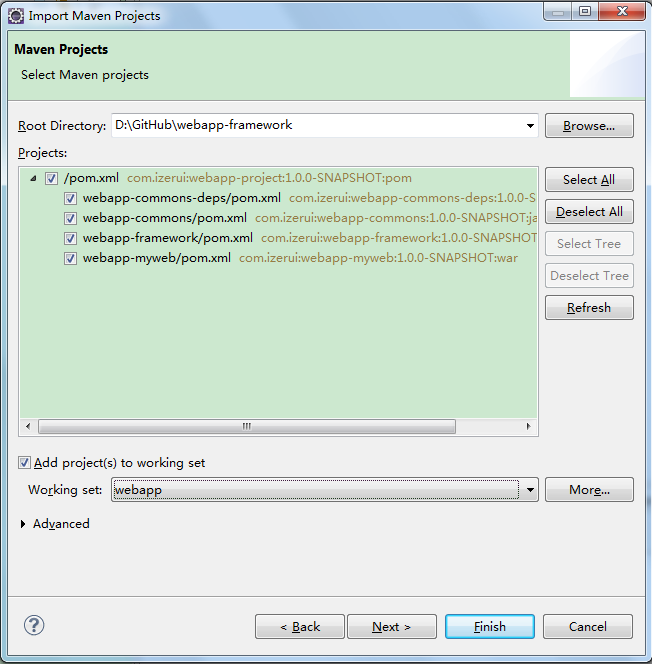 Import Maven Projects
Maven Projects
Select Maven projects
Root Directory: D:\GitHub\webapp-framework Browse...
Projects:
/pom.xml com.izerui:webapp-project:1.0.0-SNAPSHOT:pom
webapp-commons-deps/pom.xml com.izerui:webapp-commons-deps:1.0.0-S
webapp-commons/pom.xml com.izerui:webapp-commons:1.0.0-SNAPSHOT:ja
webapp-framework/pom.xml com.izerui:webapp-framework:1.0.0-SNAPSHOT
webapp-myweb/pom.xml com.izerui:webapp-myweb:1.0.0-SNAPSHOT:war
Select All
Deselect All
Select Tree
Deselect Tree
Refresh
Add project(s) to working set
Working set: webapp More...
Advanced
? < Back Next > Finish Cancel